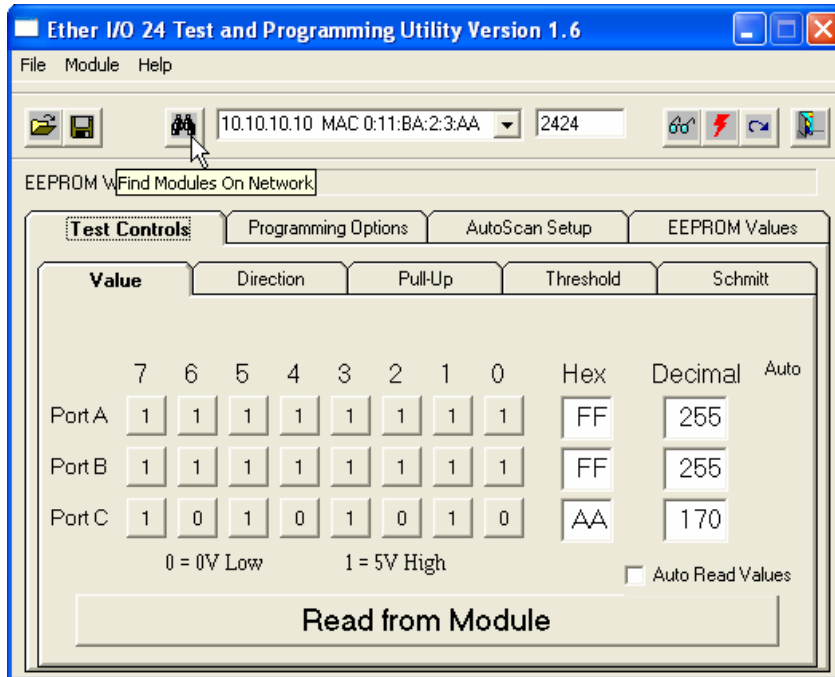 Ether I/O 24 Test and Programming Utility Version 1.6
File Module Help
10.10.10.10 MAC 0:11:BA:2:3:AA 2424
EEPROM W
Find Modules On Network
Test Controls Programming Options AutoScan Setup EEPROM Values
Value Direction Pull-Up Threshold Schmitt
7 6 5 4 3 2 1 0 Hex Decimal Auto
Port A 1 1 1 1 1 1 1 1 FF 255
Port B 1 1 1 1 1 1 1 1 FF 255
Port C 1 0 1 0 1 0 1 0 AA 170
0 = 0V Low 1 = 5V High
Auto Read Values
Read from Module